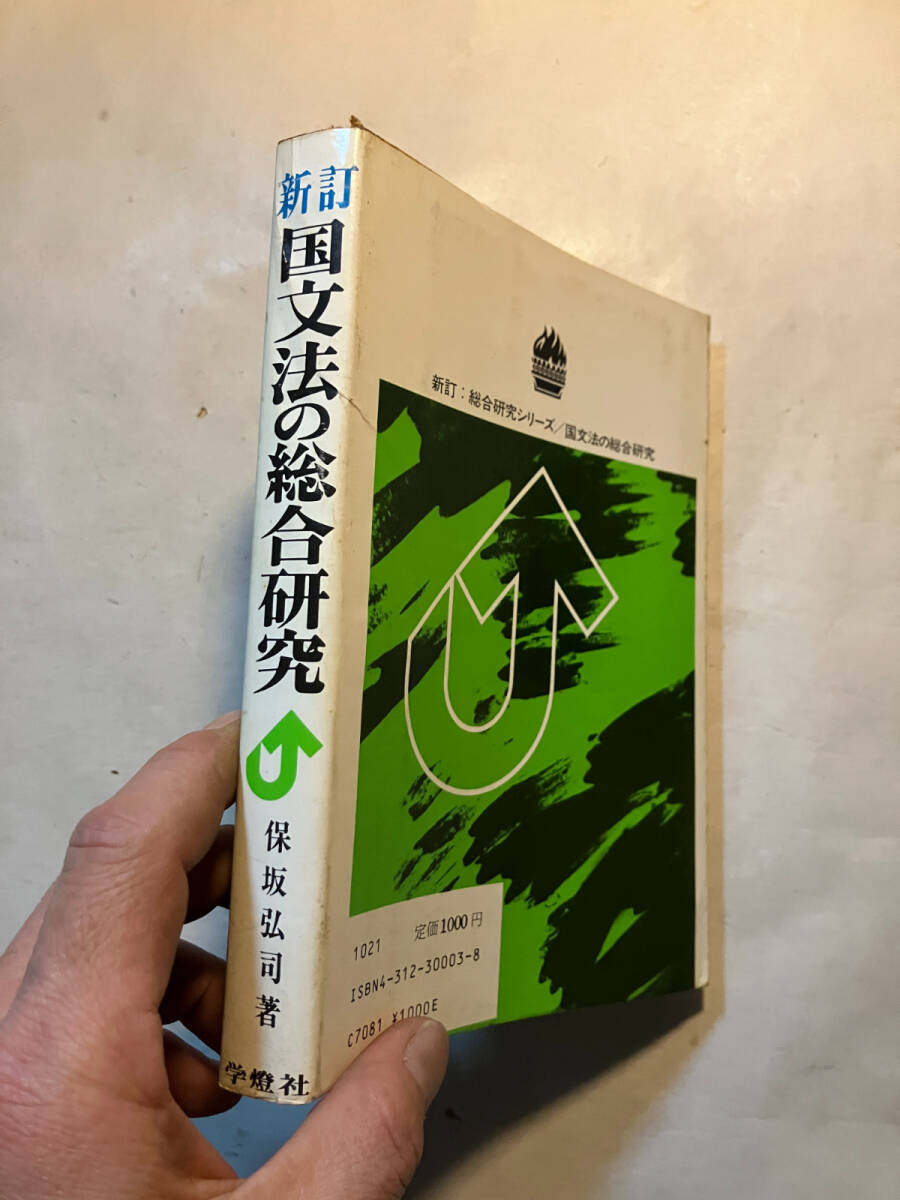 新訂
国文法の総合研究
保坂弘司著
学燈社
新訂:総合研究シリーズ/国文法の総合研究
1021 定価1000円
ISBN4-312-30003-8
C7081 ¥1000E